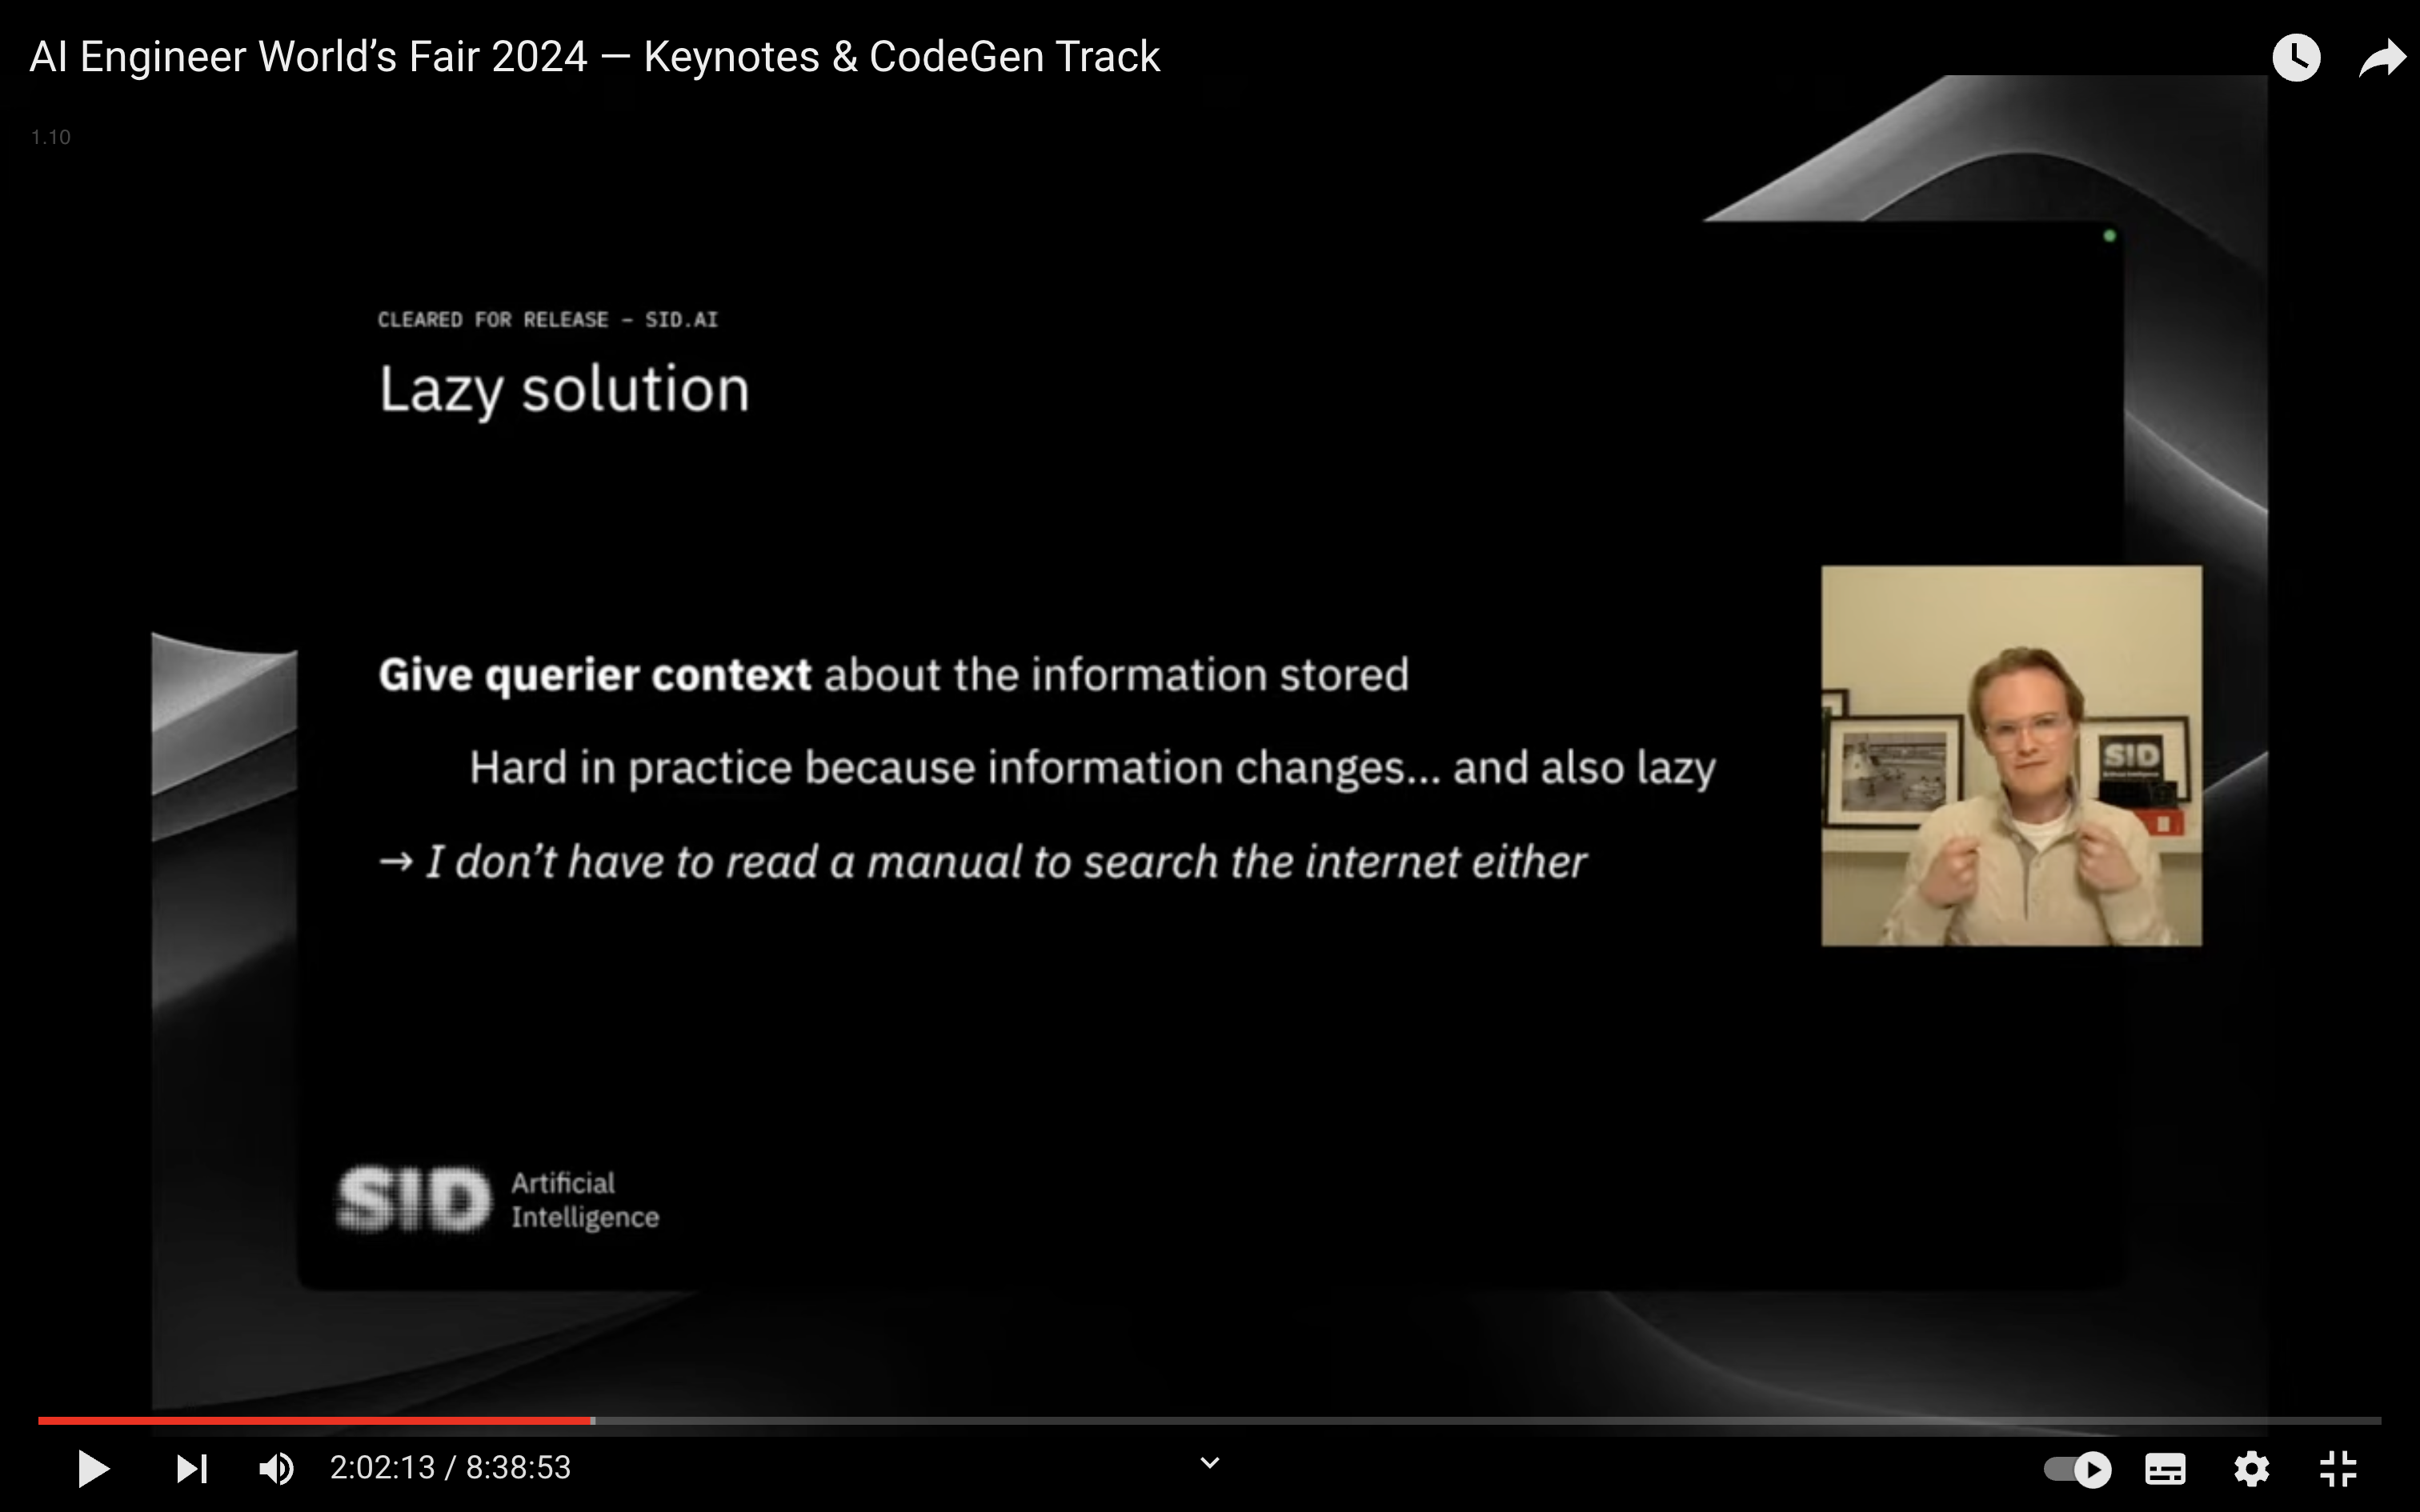 AI Engineer World’s Fair 2024 — Keynotes & CodeGen Track
1.10
CLEARED FOR RELEASE – SID.AI
Lazy solution
Give querier context about the information stored
Hard in practice because information changes... and also lazy
→ I don’t have to read a manual to search the internet either
SID
SID Artificial
Intelligence
2:02:13 / 8:38:53